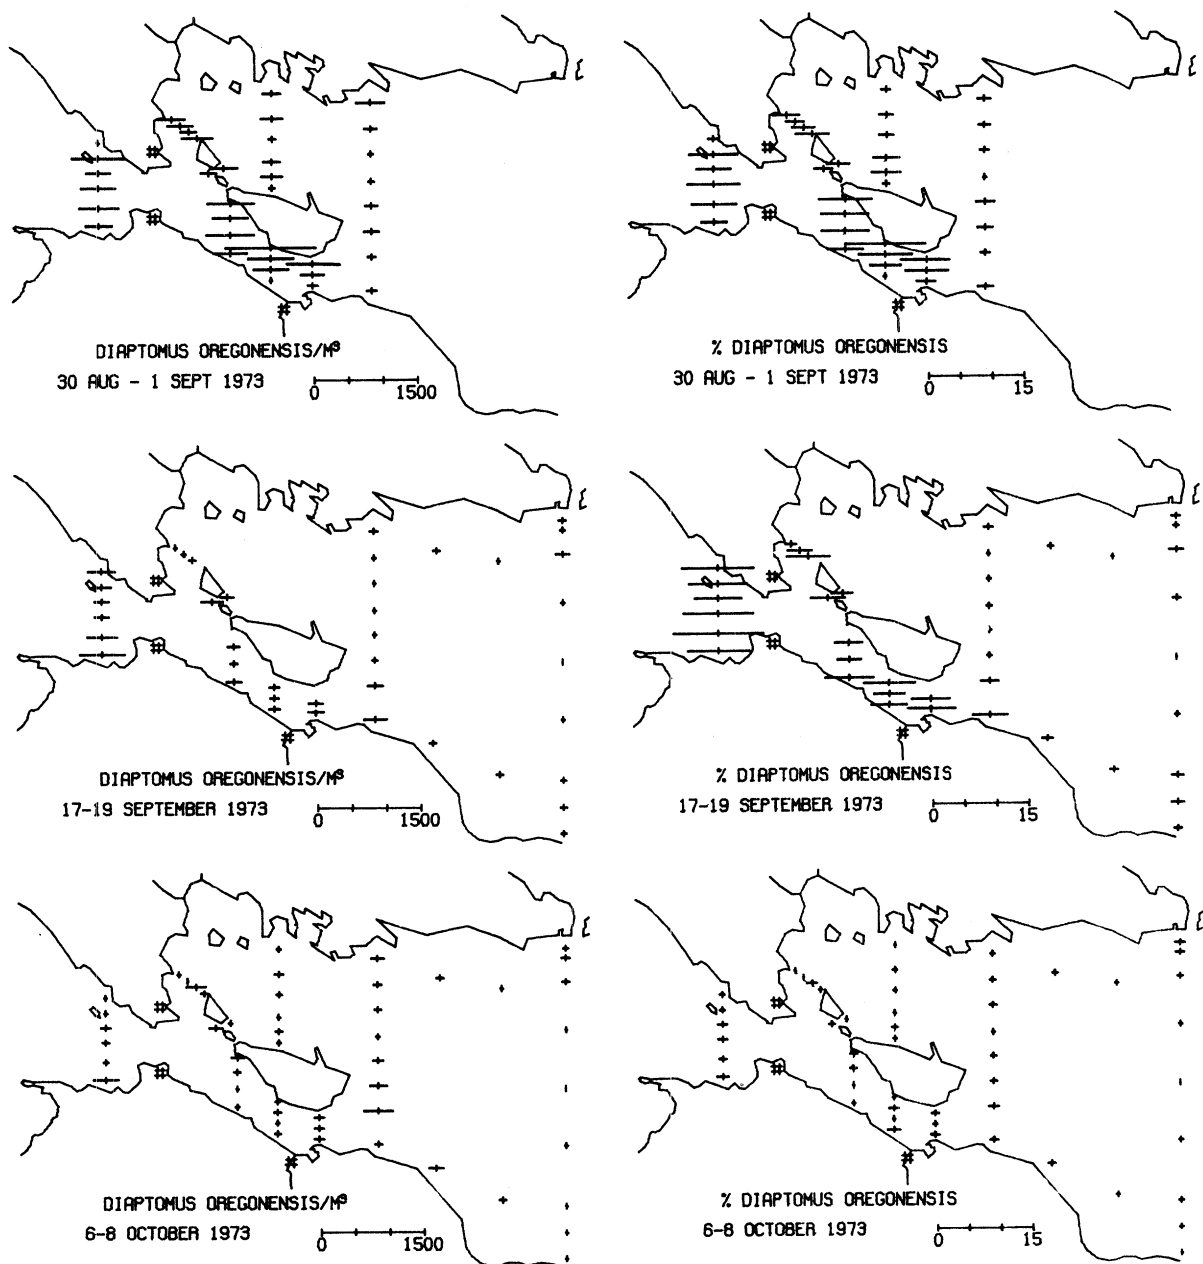 DIAPTOMUS OREGONENSIS/M³
30 AUG - 1 SEPT 1973
0 1500
% DIAPTOMUS OREGONENSIS
30 AUG - 1 SEPT 1973
0 15
DIAPTOMUS OREGONENSIS/M³
17-19 SEPTEMBER 1973
0 1500
% DIAPTOMUS OREGONENSIS
17-19 SEPTEMBER 1973
0 15
DIAPTOMUS OREGONENSIS/M³
6-8 OCTOBER 1973
0 1500
% DIAPTOMUS OREGONENSIS
6-8 OCTOBER 1973
0 15